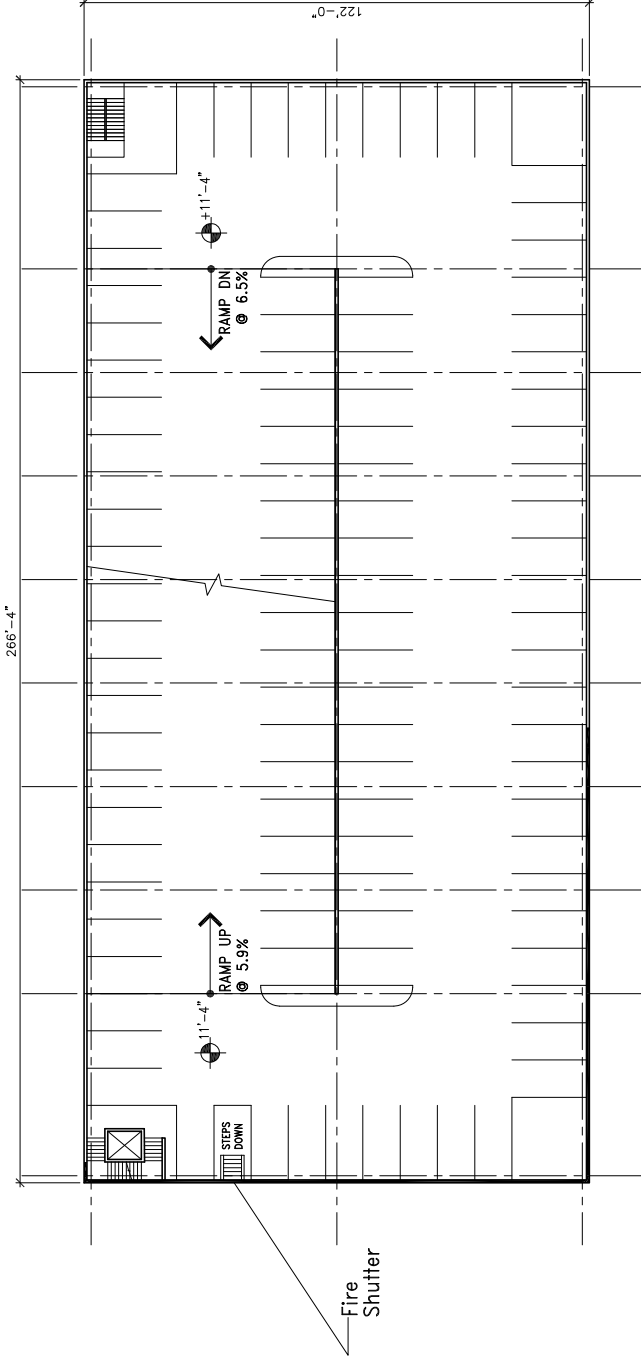 122'-0"
266'-4"
+11'-4"
RAMP DN
@ 6.5%
RAMP UP
@ 5.9%
11'-4"
STEPS
DOWN
Fire
Shutter